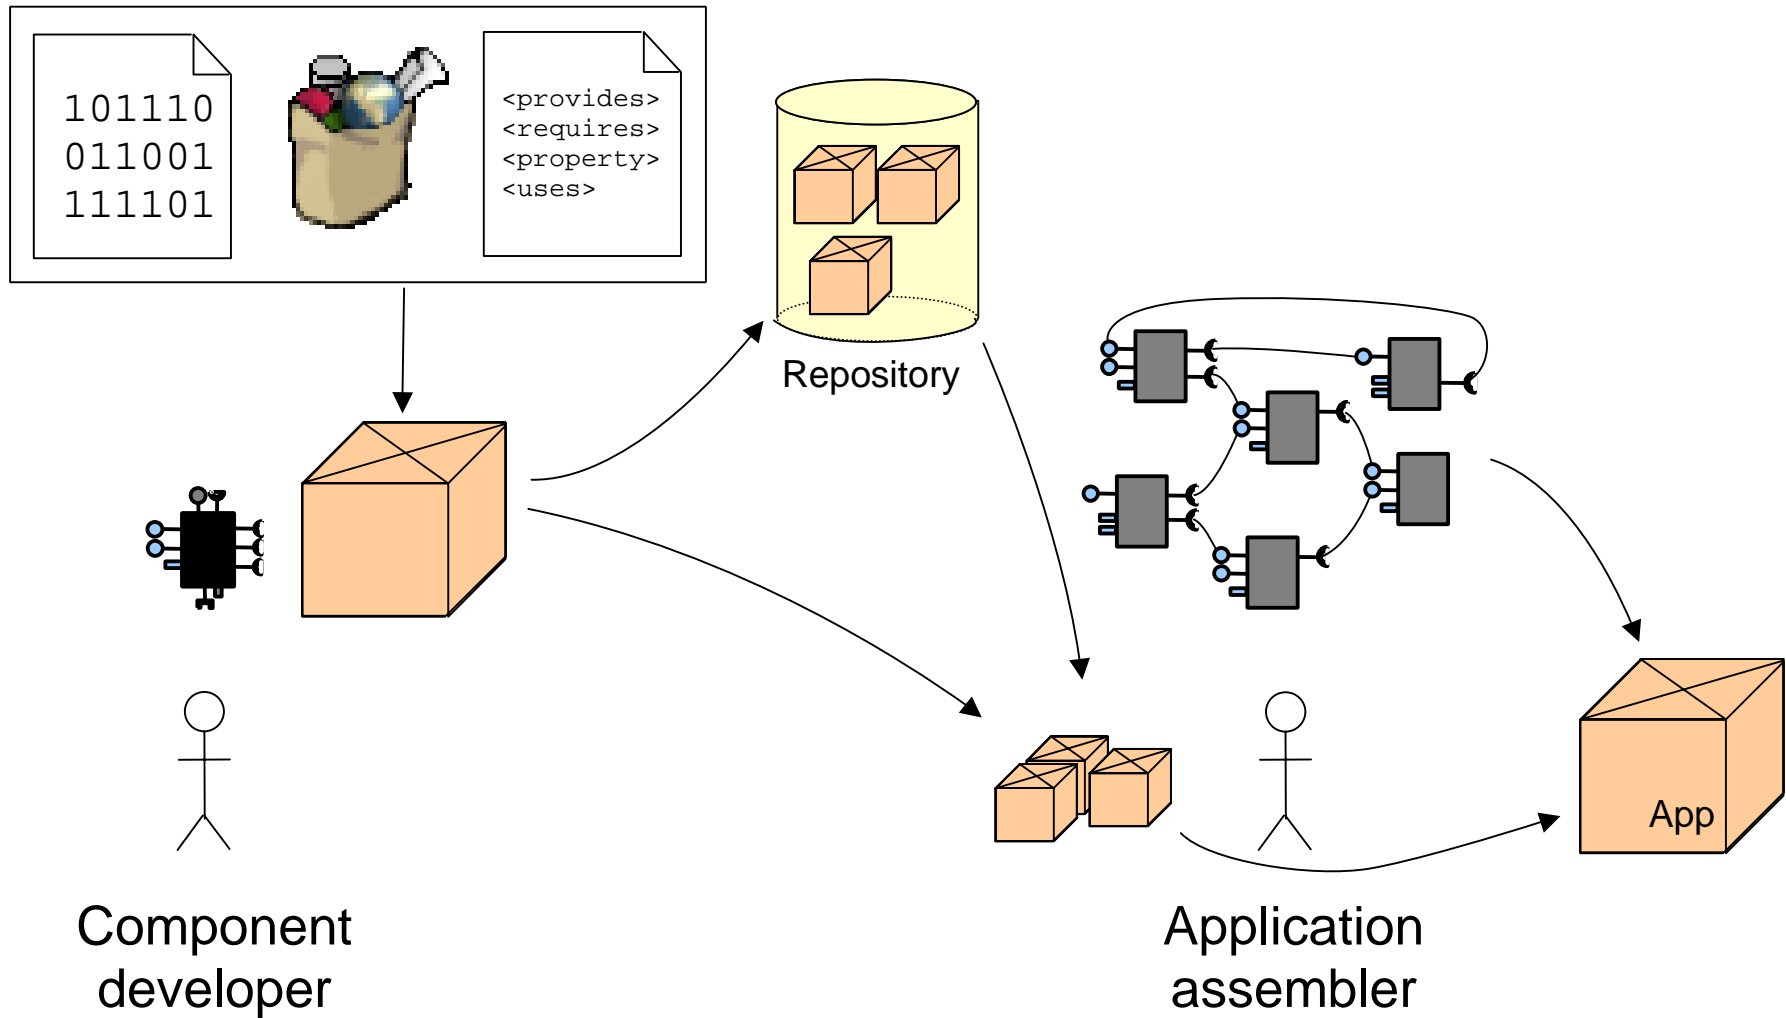 101110
011001
111101
<provides>
<requires>
<property>
<uses>
Repository
App
Component
developer
Application
assembler